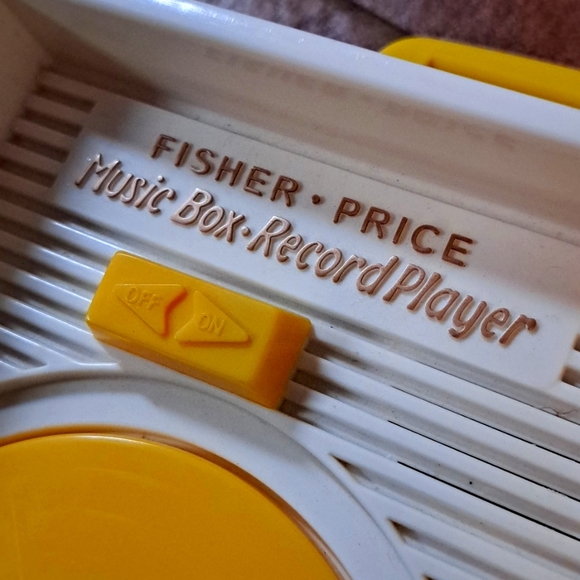 FISHER · PRICE
Music Box · Record Player
OFF ON